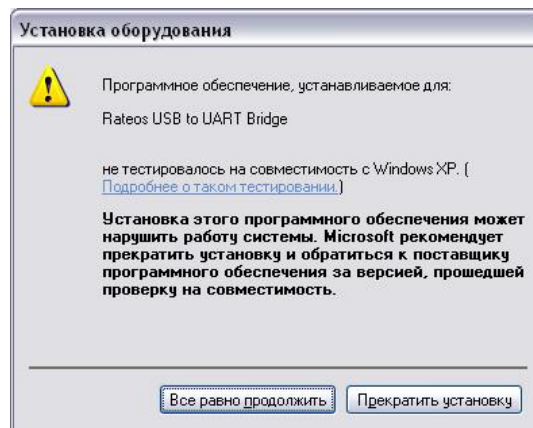 Установка оборудования
Программное обеспечение, устанавливаемое для:
Rateos USB to UART Bridge
не тестировалось на совместимость с Windows XP. (
Подробнее о таком тестировании.)
Установка этого программного обеспечения может
нарушить работу системы. Microsoft рекомендует
прекратить установку и обратиться к поставщику
программного обеспечения за версией, прошедшей
проверку на совместимость.
Все равно продолжить
Прекратить установку